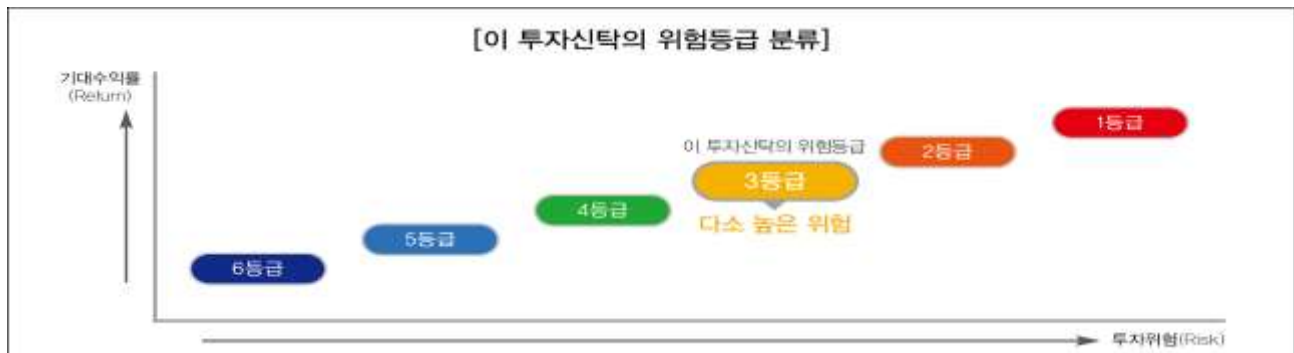 [이 투자신탁의 위험등급 분류]
기대수익률
(Return)
1등급
이 투자신탁의 위험등급
2등급
3등급
4등급
다소 높은 위험
5등급
6등급
투자위험(Risk)